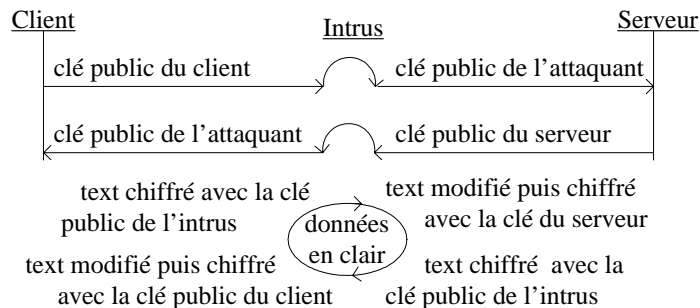 Client
Intrus
Serveur
clé public du client
clé public de l'attaquant
clé public de l'attaquant
clé public du serveur
text chiffré avec la clé
public de l'intrus
text modifié puis chiffré
avec la clé du serveur
données
en clair
text modifié puis chiffré
avec la clé public du client
text chiffré avec la
clé public de l'intrus